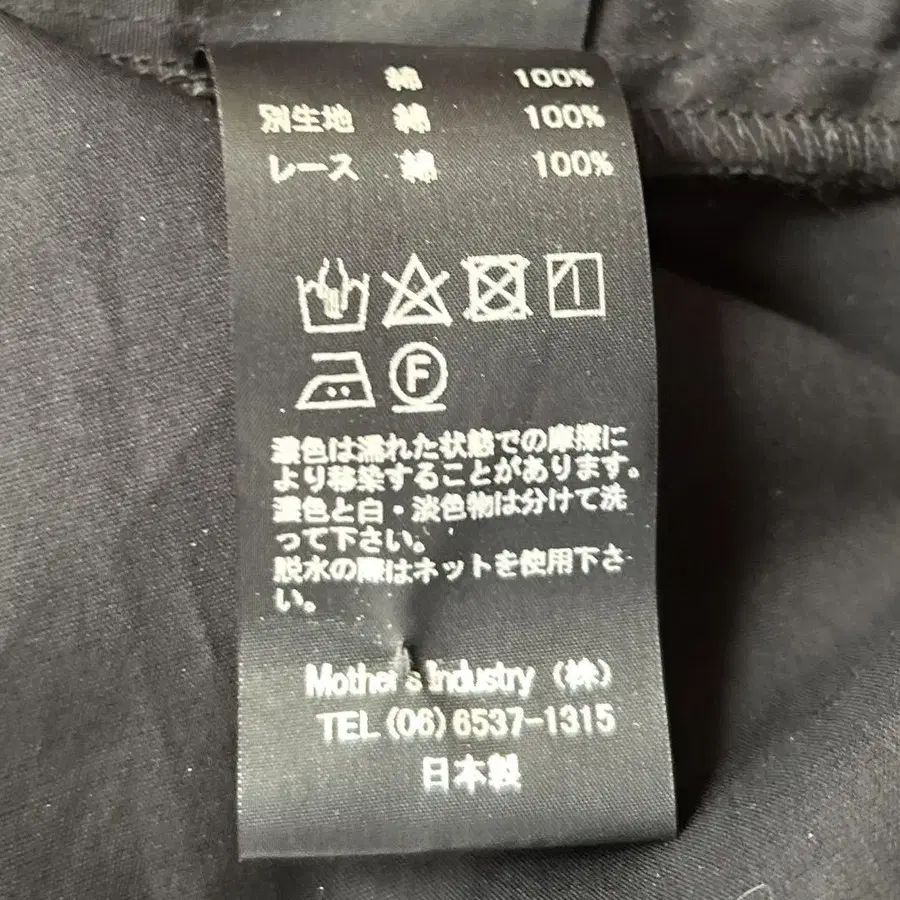 綿 100%
別生地 綿 100%
レース 綿 100%
F
濃色は濡れた状態での摩擦に
より移染することがあります。
濃色と白・淡色物は分けて洗
って下さい。
脱水の際はネットを使用下さ
い。
Mother's Industry (株)
TEL (06) 6537-1315
日本製